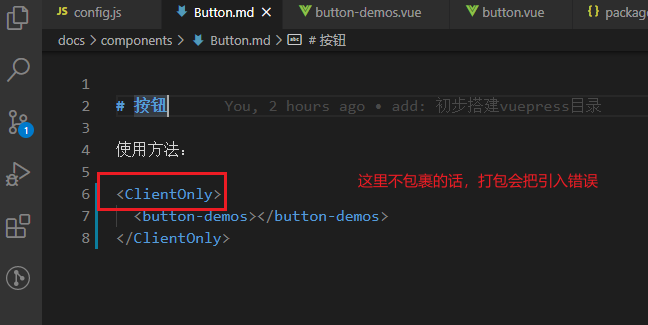 JS config.js
Button.md ×
button-demos.vue
button.vue
{ } package
docs > components > Button.md > abc # 按钮
1
2 # 按钮 You, 2 hours ago • add: 初步搭建vuepress目录
3
4 使用方法:
5
6 <ClientOnly>
这里不包裹的话，打包会把引入错误
7 <button-demos></button-demos>
8 </ClientOnly>
1